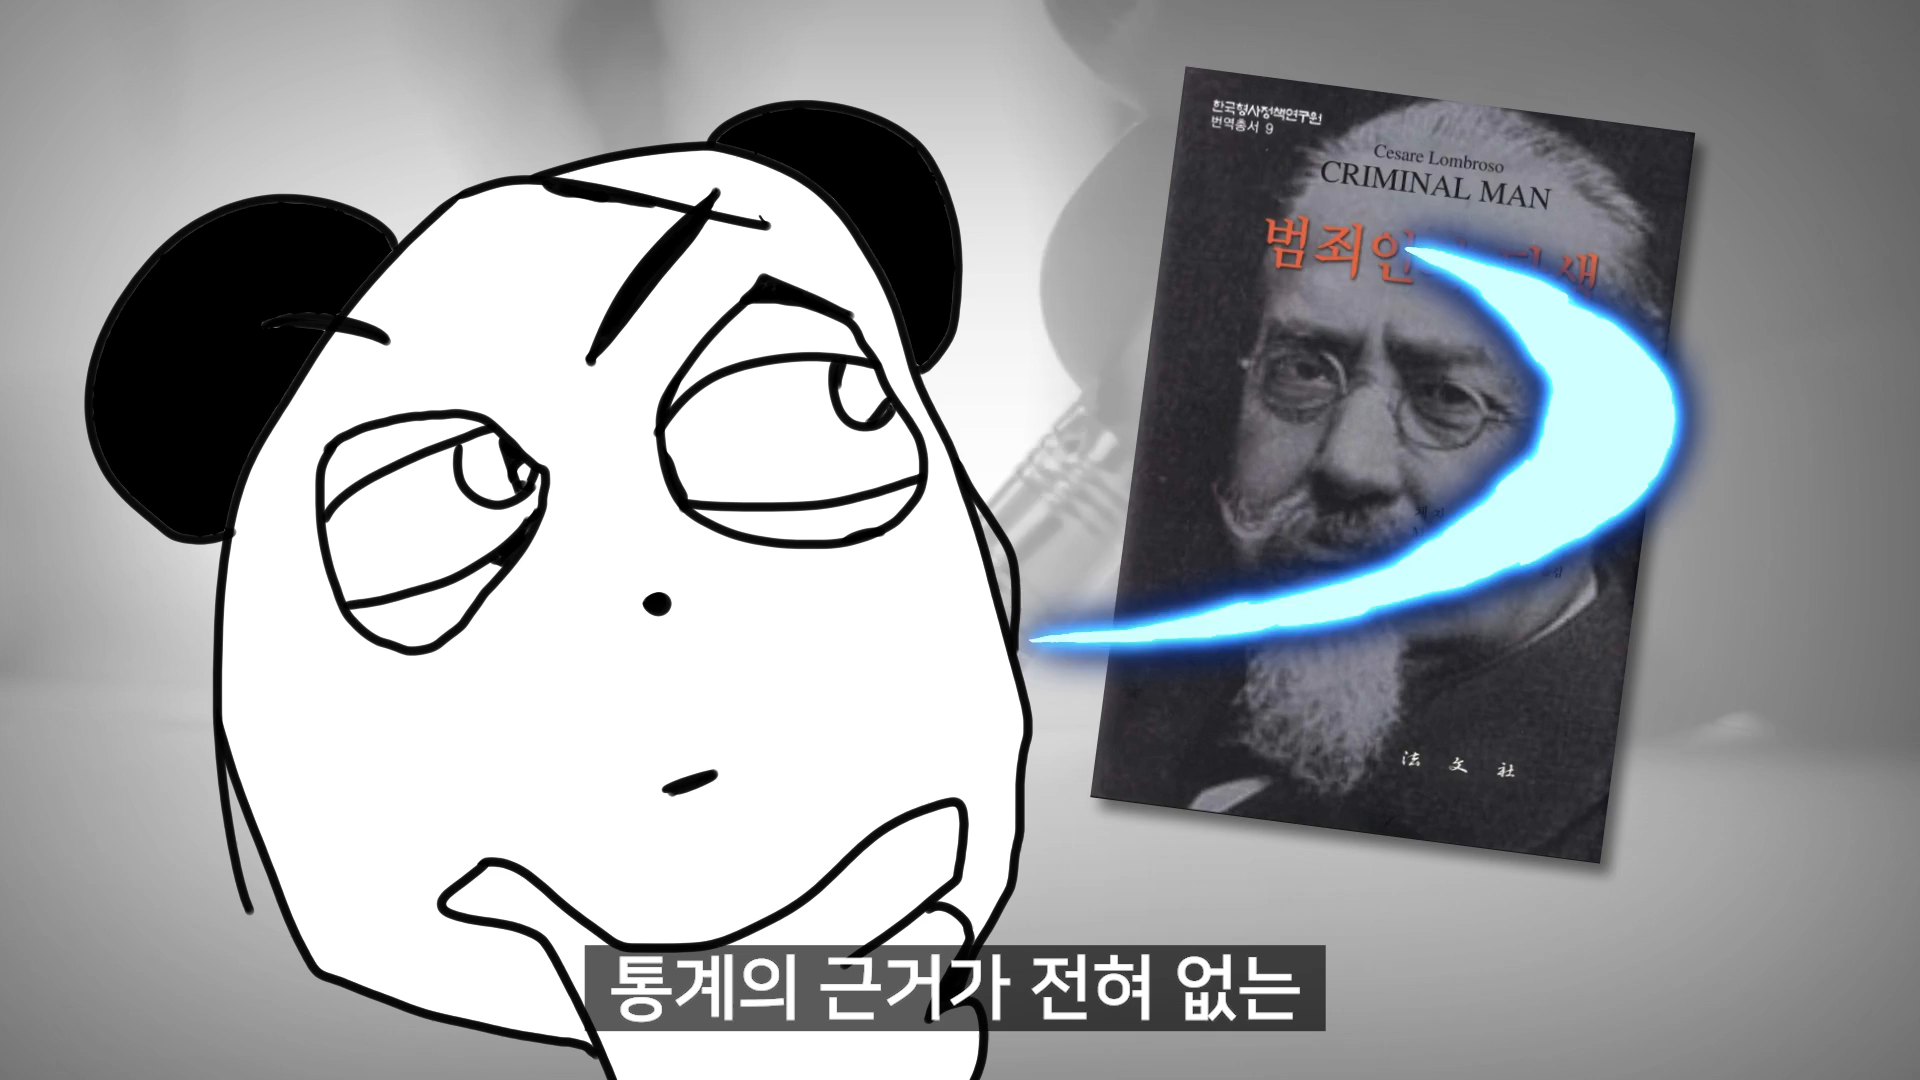 한국형사정책연구원
번역총서 9
Cesare Lombroso
CRIMINAL MAN
범죄인
法文社
통계의 근거가 전혀 없는